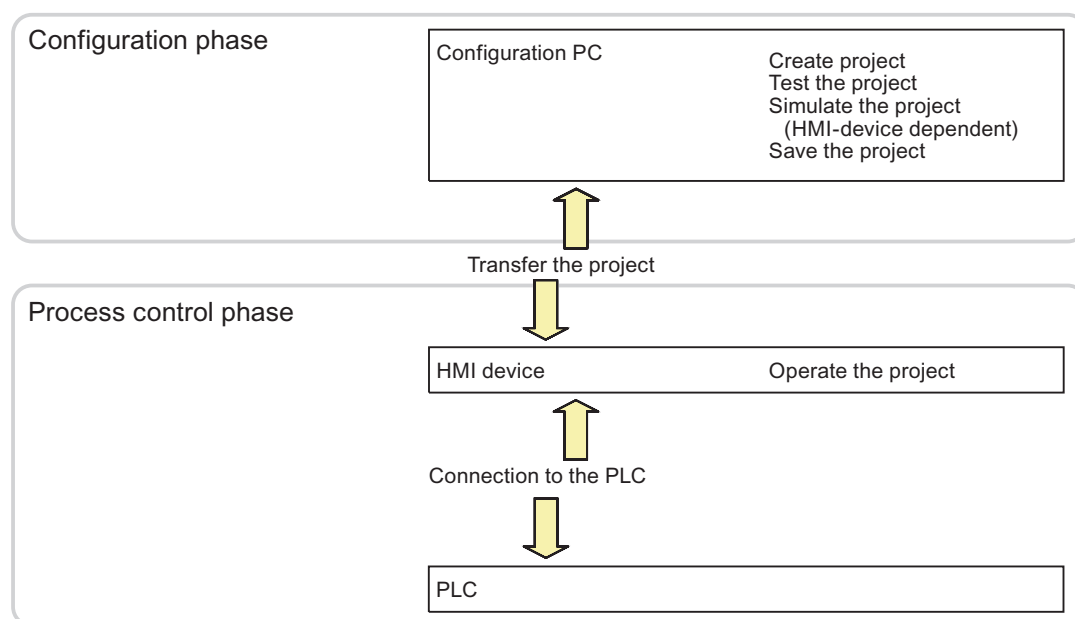 Configuration phase
Configuration PC
Create project
Test the project
Simulate the project
(HMI-device dependent)
Save the project
Transfer the project
Process control phase
HMI device
Operate the project
Connection to the PLC
PLC